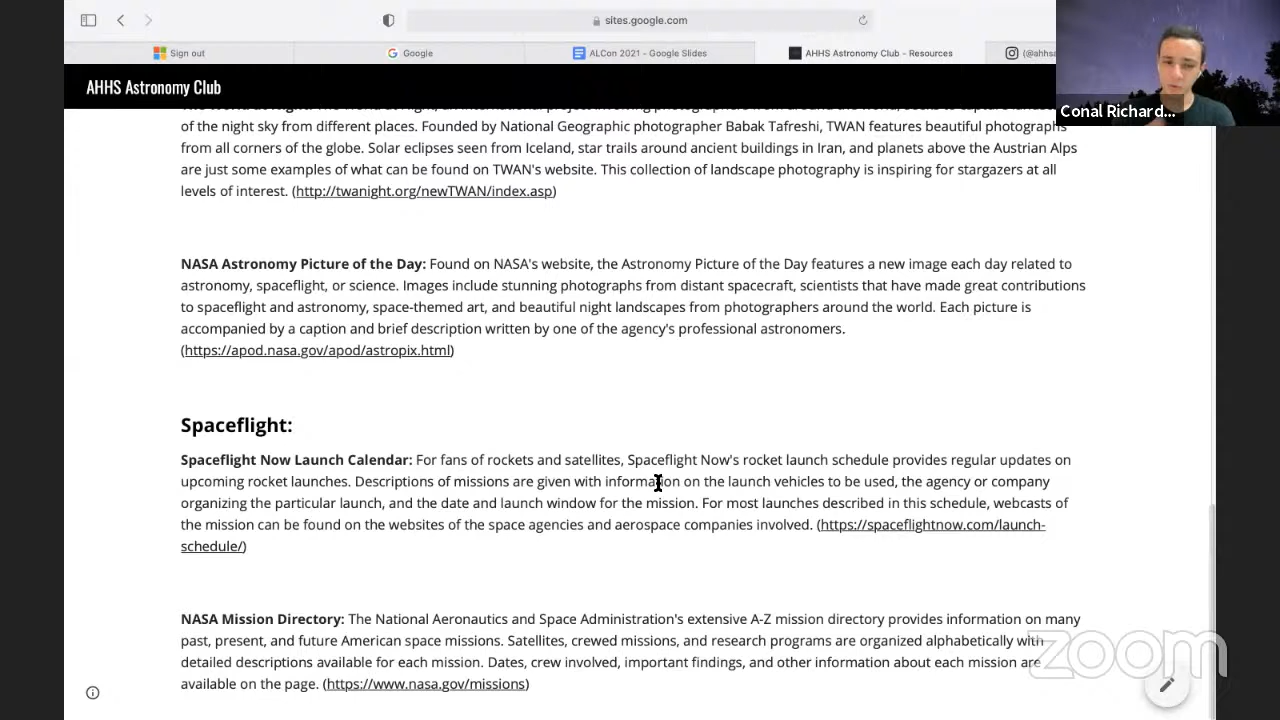 sites.google.com
Sign out
Google
ALCon 2021 - Google Slides
AHHS Astronomy Club - Resources
(@ahhsa
AHHS Astronomy Club
Conal Richard...
of the night sky from different places. Founded by National Geographic photographer Babak Tafreshi, TWAN features beautiful photographs
from all corners of the globe. Solar eclipses seen from Iceland, star trails around ancient buildings in Iran, and planets above the Austrian Alps
are just some examples of what can be found on TWAN's website. This collection of landscape photography is inspiring for stargazers at all
levels of interest. (http://twanight.org/newTWAN/index.asp)
NASA Astronomy Picture of the Day: Found on NASA's website, the Astronomy Picture of the Day features a new image each day related to
astronomy, spaceflight, or science. Images include stunning photographs from distant spacecraft, scientists that have made great contributions
to spaceflight and astronomy, space-themed art, and beautiful night landscapes from photographers around the world. Each picture is
accompanied by a caption and brief description written by one of the agency's professional astronomers.
(https://apod.nasa.gov/apod/astropix.html)
Spaceflight:
Spaceflight Now Launch Calendar: For fans of rockets and satellites, Spaceflight Now's rocket launch schedule provides regular updates on
upcoming rocket launches. Descriptions of missions are given with information on the launch vehicles to be used, the agency or company
organizing the particular launch, and the date and launch window for the mission. For most launches described in this schedule, webcasts of
the mission can be found on the websites of the space agencies and aerospace companies involved. (https://spaceflightnow.com/launch-
schedule/)
NASA Mission Directory: The National Aeronautics and Space Administration's extensive A-Z mission directory provides information on many
past, present, and future American space missions. Satellites, crewed missions, and research programs are organized alphabetically with
detailed descriptions available for each mission. Dates, crew involved, important findings, and other information about each mission are
available on the page. (https://www.nasa.gov/missions)
zoom